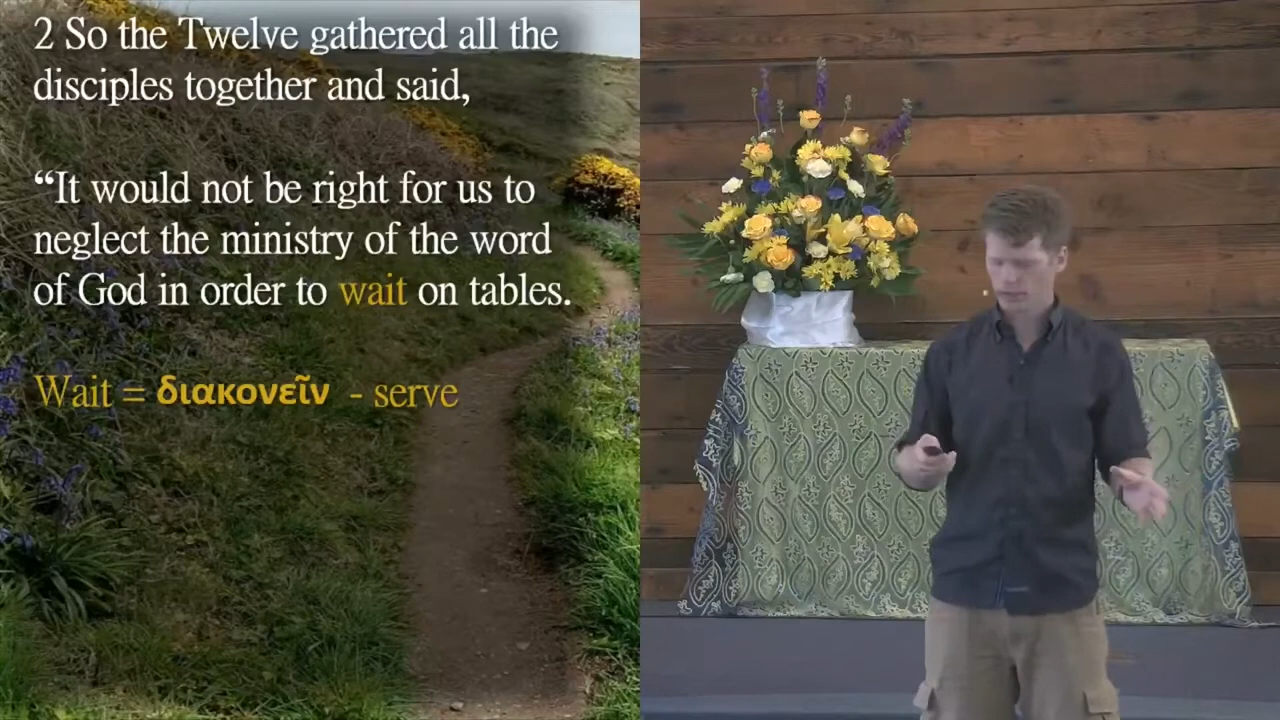 2 So the Twelve gathered all the
disciples together and said,
“It would not be right for us to
neglect the ministry of the word
of God in order to wait on tables.
Wait = διακονεῖν - serve